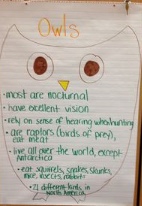 Owls
• most are nocturnal
• have excellent vision
• rely on sense of hearing when hunting
• are raptors (birds of prey),
eat meat
• live all over the world, except
Antarctica
• eat squirrels, snakes, skunks,
mice, insects, rabbits
• 21 different kinds in
North America